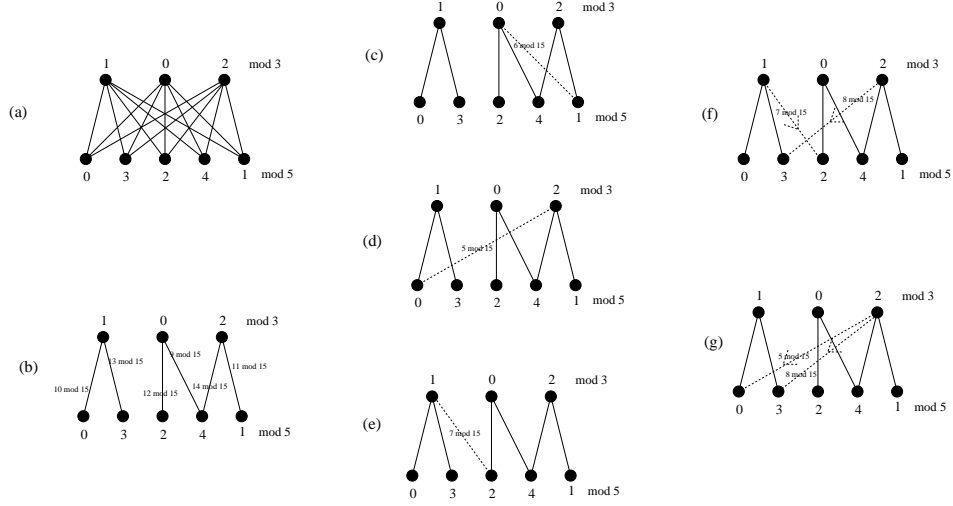 (a)
1 0 2 mod 3
0 3 2 4 1 mod 5
(b)
1 0 2 mod 3
13 mod 15 9 mod 15 11 mod 15
10 mod 15 12 mod 15 14 mod 15
0 3 2 4 1 mod 5
(c)
1 0 2 mod 3
6 mod 15
0 3 2 4 1 mod 5
(d)
1 0 2 mod 3
5 mod 15
0 3 2 4 1 mod 5
(e)
1 0 2 mod 3
7 mod 15
0 3 2 4 1 mod 5
(f)
1 0 2 mod 3
7 mod 15 8 mod 15
0 3 2 4 1 mod 5
(g)
1 0 2 mod 3
5 mod 15
8 mod 15
0 3 2 4 1 mod 5